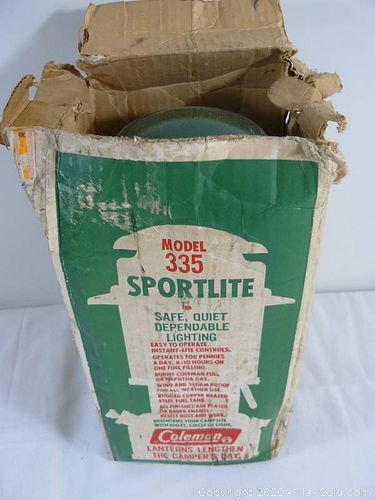 MODEL
335
SPORTLITE
SAFE, QUIET
DEPENDABLE
LIGHTING
EASY TO OPERATE
INSTANT-LITE CONTROLS.
OPERATES FOR PENNIES
A DAY, 8-10 HOURS ON
ONE FUEL FILLING.
BURNS COLEMAN FUEL
OR NAPHTHA GAS.
WIND AND STORM PROOF
FOR ALL WEATHER USE.
RUGGED COPPER BRAZED
STEEL FUEL TANK.
ALL FINISHES ARE PLATED
OR BAKED ENAMEL.
RESIST RUST AND WEAR.
BRIGHTENS YOUR CAMPSITE
WITH 100 FT. CIRCLE OF LIGHT.
Coleman
LANTERNS LENGTHEN
THE CAMPER'S DAY.
Copyright 2020 - MaxSold Inc